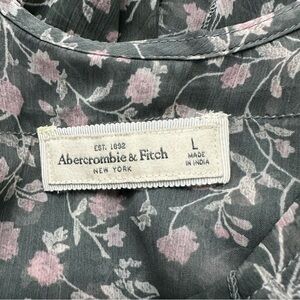 EST. 1892
Abercrombie & Fitch
NEW YORK
L
MADE
IN INDIA